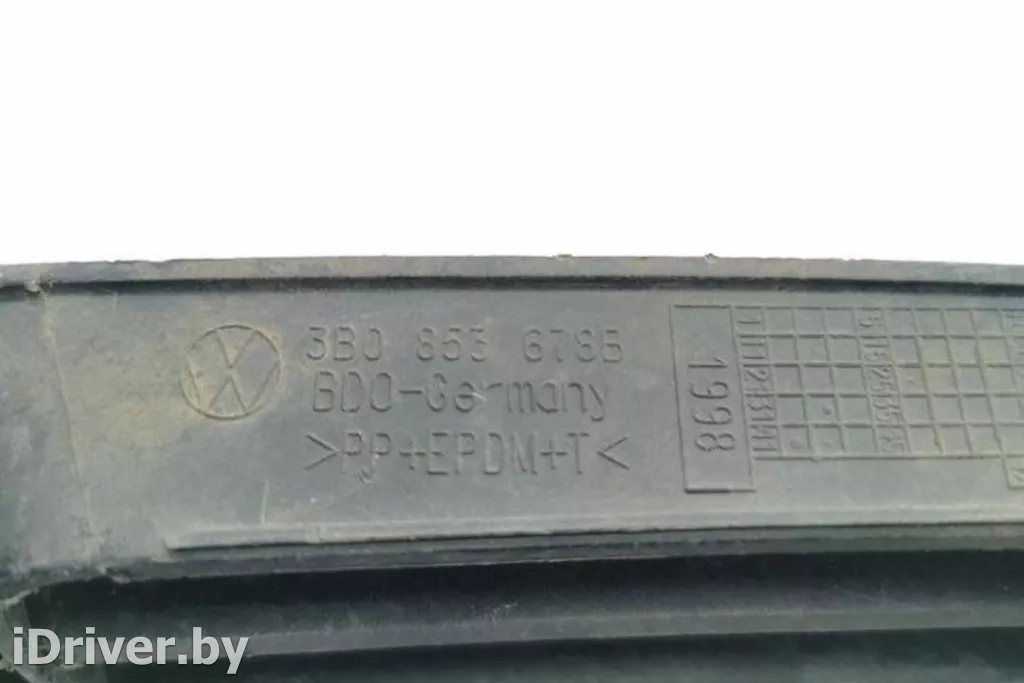 3B0 853 678B
BDO-Germany
>PP+EPDM+T<
1998
iDriver.by